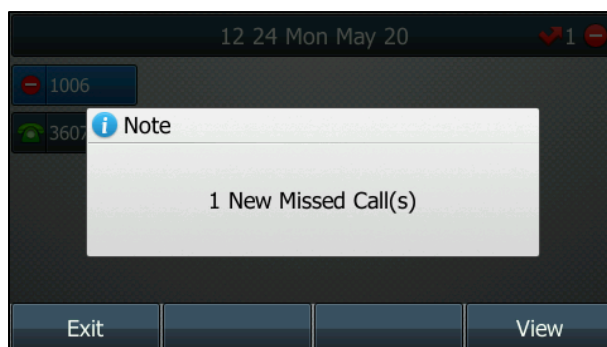 12 24 Mon May 20
1
1006
3607
Note
1 New Missed Call(s)
Exit
View